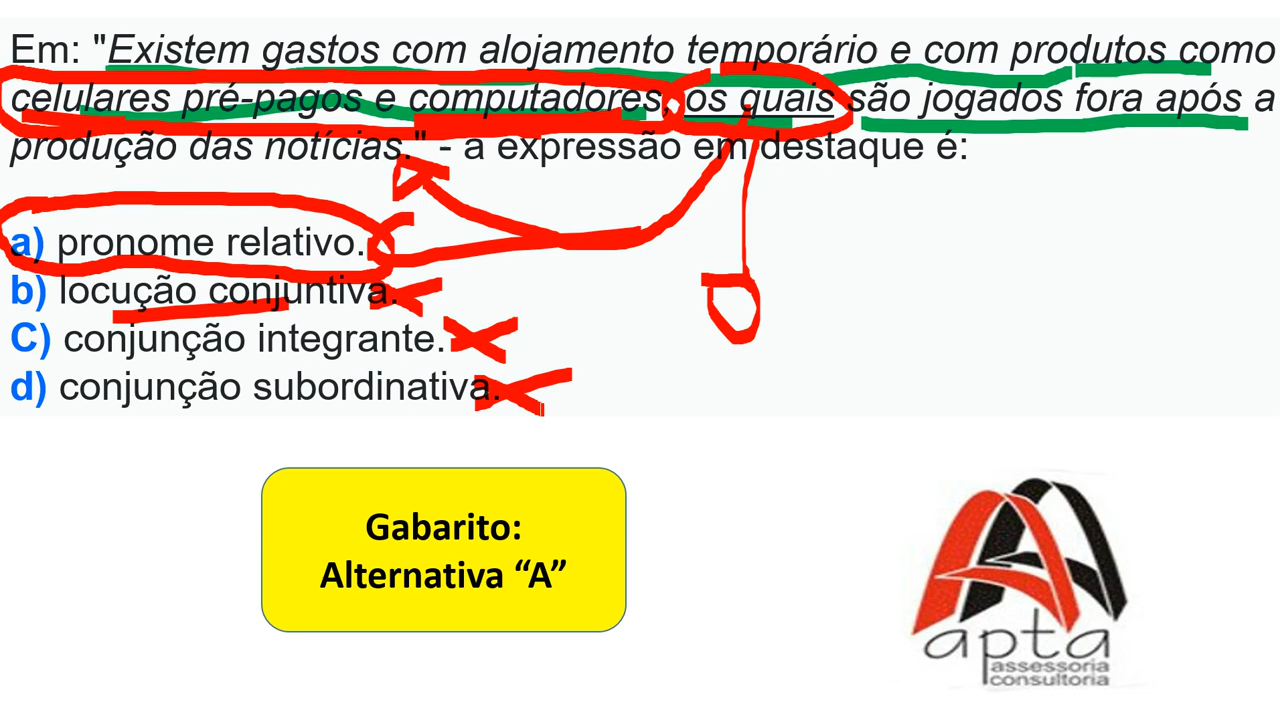 Em: "Existem gastos com alojamento temporário e com produtos como
celulares pré-pagos e computadores, os quais são jogados fora após a
produção das notícias." - a expressão em destaque é:
a) pronome relativo.
b) locução conjuntiva.
C) conjunção integrante.
d) conjunção subordinativa.
Gabarito:
Alternativa “A”
apta
assessoria
consultoria